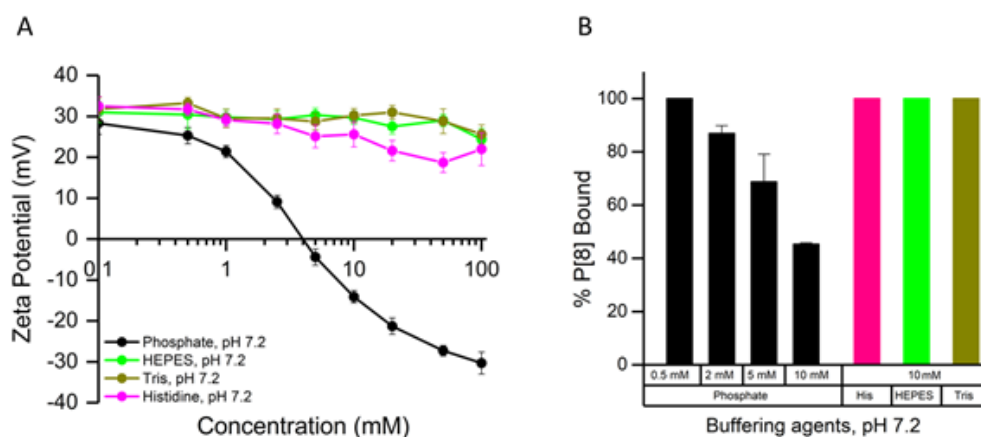 A
40
30
20
10
0
-10
-20
-30
-40
0.1
1
10
100
Zeta Potential (mV)
Phosphate, pH 7.2
HEPES, pH 7.2
Tris, pH 7.2
Histidine, pH 7.2
Concentration (mM)
B
100
80
60
40
20
0
% P[8] Bound
0.5 mM 2 mM 5 mM 10 mM 10 mM
Phosphate His HEPES Tris
Buffering agents, pH 7.2